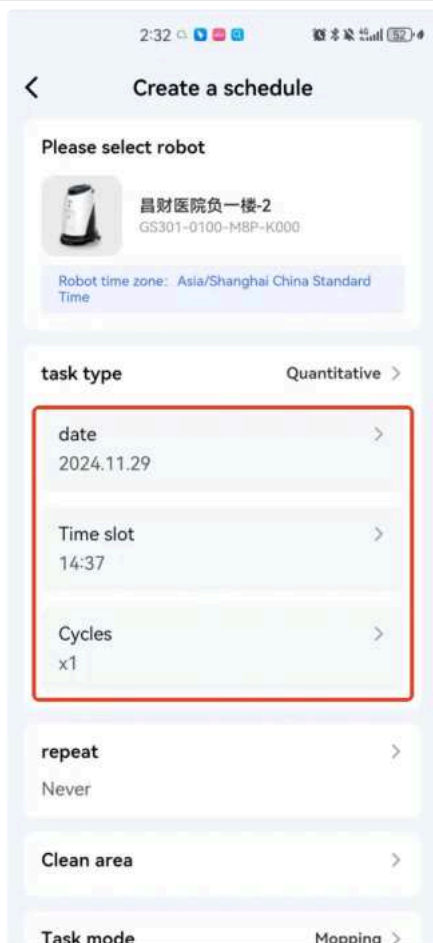 2:32
52
Create a schedule
Please select robot
昌财医院负一楼-2
GS301-0100-M8P-K000
Robot time zone: Asia/Shanghai China Standard
Time
task type Quantitative
date
2024.11.29
Time slot
14:37
Cycles
x1
repeat
Never
Clean area
Task mode Mopping